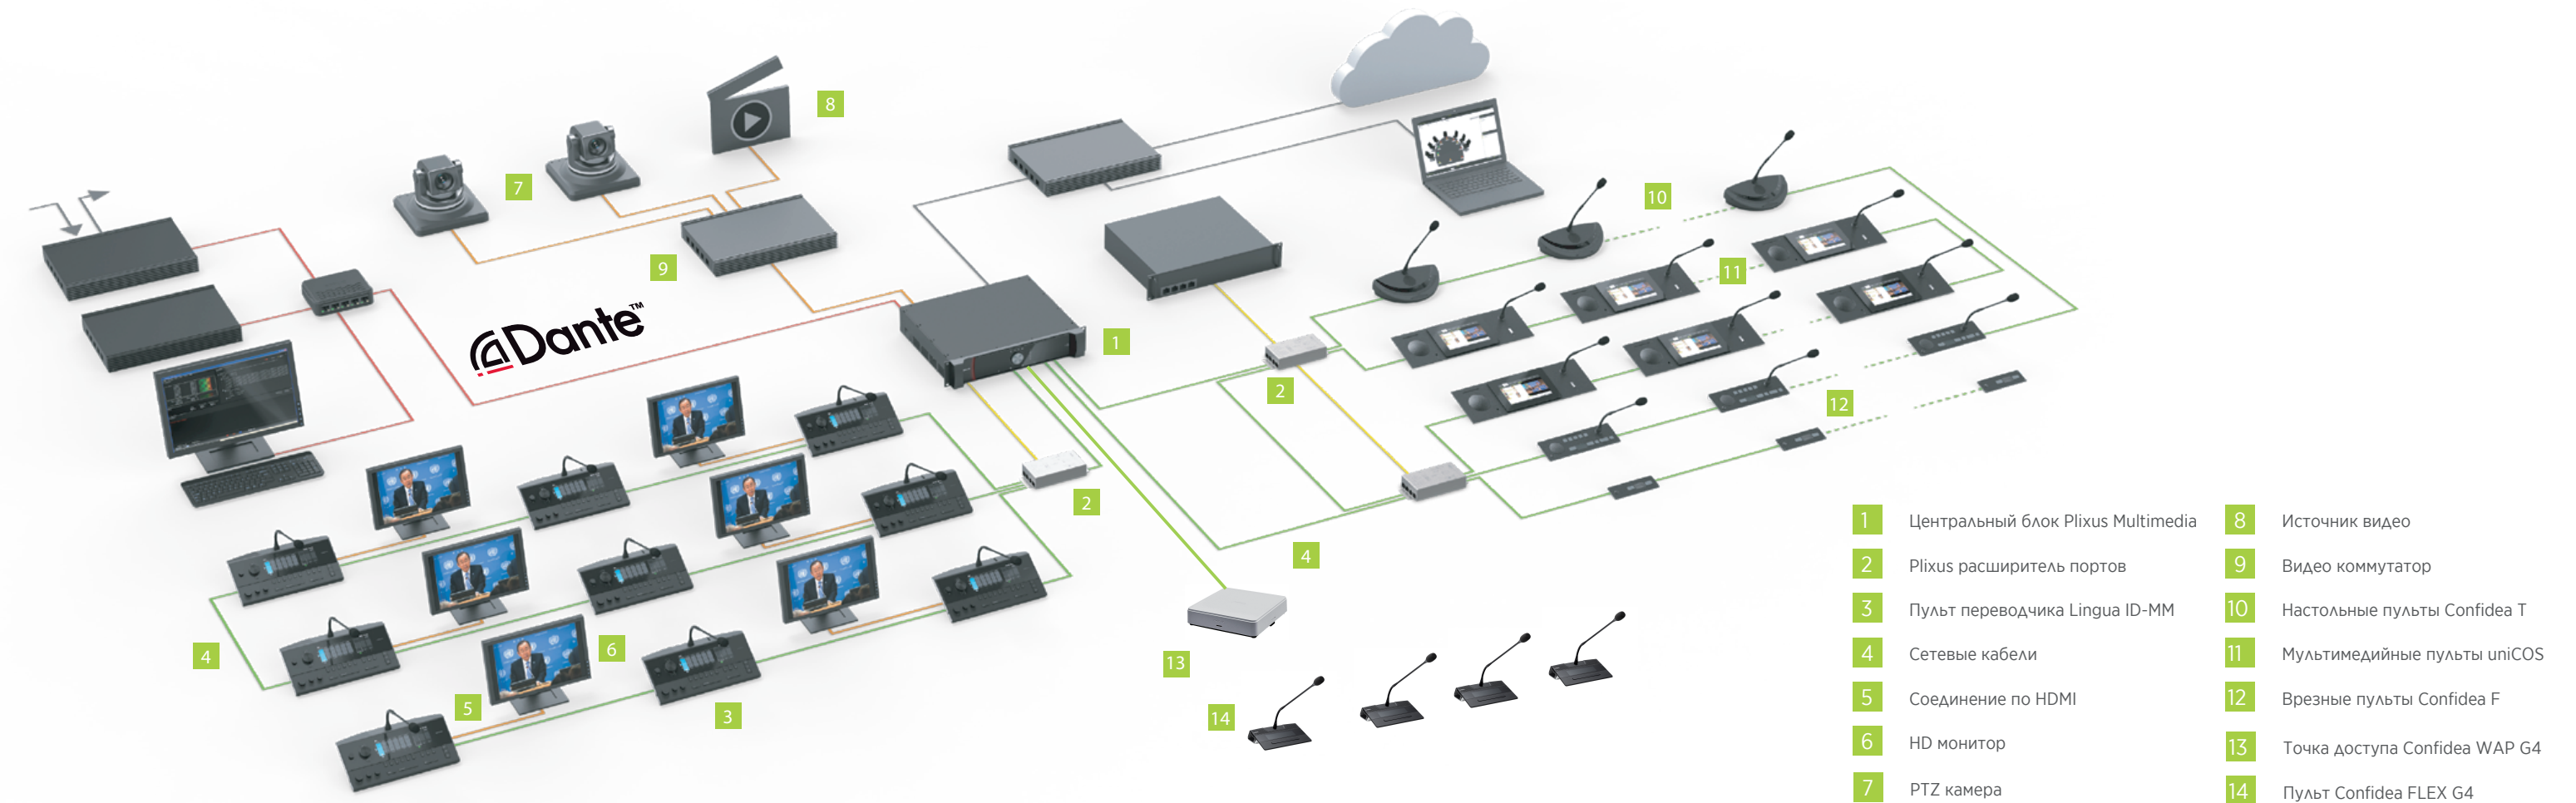 8
7
10
9
11
Dante™
1
2
12
2
4
6
4
13
5
3
14
1 Центральный блок Plixus Multimedia
2 Plixus расширитель портов
3 Пульт переводчика Lingua ID-MM
4 Сетевые кабели
5 Соединение по HDMI
6 HD монитор
7 PTZ камера
8 Источник видео
9 Видео коммутатор
10 Настольные пульты Confidea T
11 Мультимедийные пульты uniCOS
12 Врезные пульты Confidea F
13 Точка доступа Confidea WAP G4
14 Пульт Confidea FLEX G4